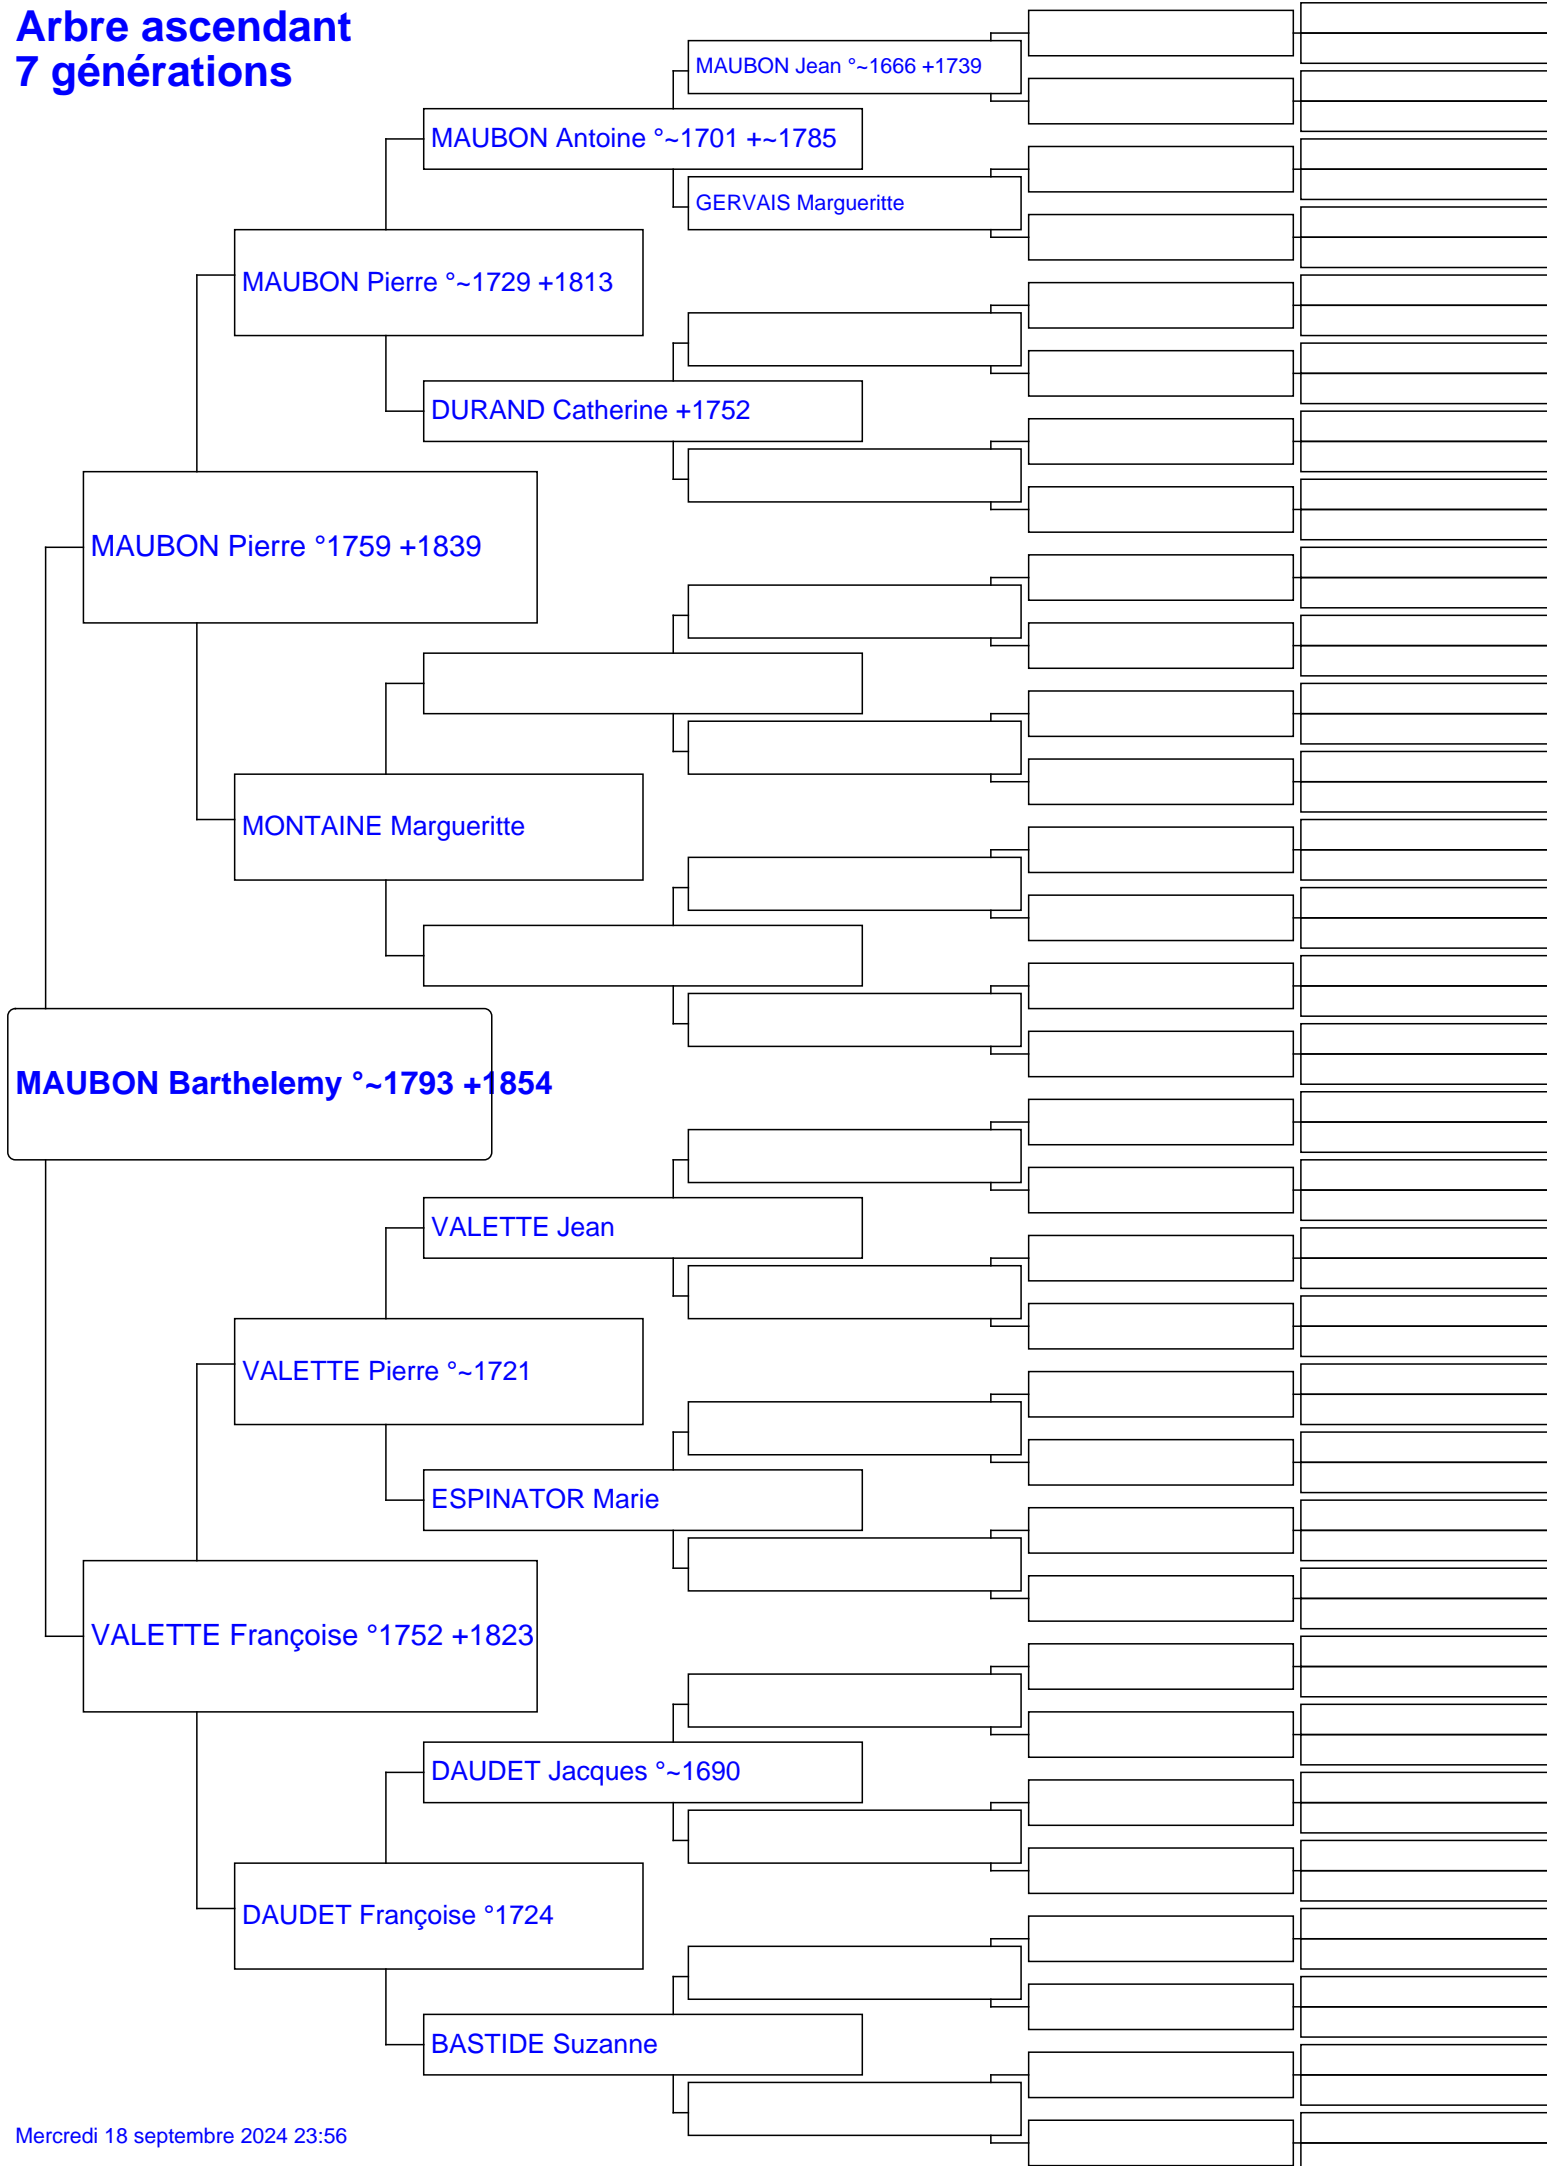 Arbre ascendant
7 générations
MAUBON Jean °~1666 +1739
MAUBON Antoine °~1701 +~1785
GERVAIS Margueritte
MAUBON Pierre °~1729 +1813
DURAND Catherine +1752
MAUBON Pierre °1759 +1839
MONTAINE Margueritte
MAUBON Barthelemy °~1793 +1854
VALETTE Jean
VALETTE Pierre °~1721
ESPINATOR Marie
VALETTE Françoise °1752 +1823
DAUDET Jacques °~1690
DAUDET Françoise °1724
BASTIDE Suzanne
Mercredi 18 septembre 2024 23:56